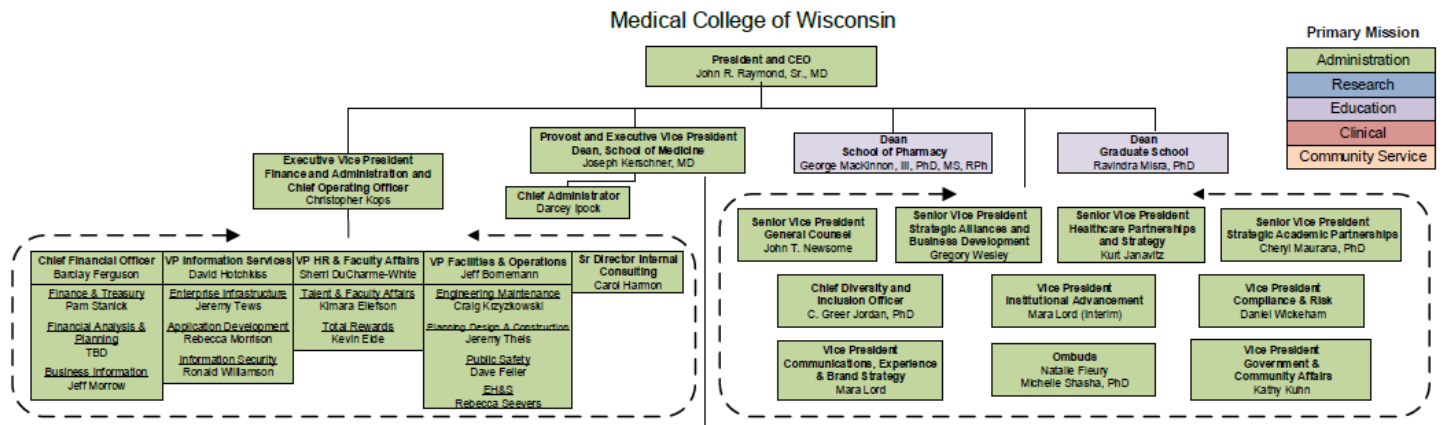 Medical College of Wisconsin
Primary Mission
Administration
Research
Education
Clinical
Community Service
President and CEO
John R. Raymond, Sr., MD
Executive Vice President
Finance and Administration and
Chief Operating Officer
Christopher Kops
Provost and Executive Vice President
Dean, School of Medicine
Joseph Kerschner, MD
Chief Administrator
Darcey Ipock
Dean
School of Pharmacy
George MacKinnon, III, PhD, MS, RPh
Dean
Graduate School
Ravindra Misra, PhD
Chief Financial Officer
Barclay Ferguson
Finance & Treasury
Pam Stanick
Financial Analysis &
Planning
TBD
Business Information
Jeff Morrow
VP Information Services
David Hotchkiss
Enterprise Infrastructure
Jeremy Tews
Application Development
Rebecca Morrison
Information Security
Ronald Williamson
VP HR & Faculty Affairs
Sherri DuCharme-White
Talent & Faculty Affairs
Kimara Ellefson
Total Rewards
Kevin Eide
VP Facilities & Operations
Jeff Bornemann
Engineering Maintenance
Craig Krzyzkowski
Planning Design & Construction
Jeremy Theis
Public Safety
Dave Feller
EH&S
Rebecca Seevers
Sr Director Internal
Consulting
Carol Harmon
Senior Vice President
General Counsel
John T. Newsome
Senior Vice President
Strategic Alliances and
Business Development
Gregory Wesley
Senior Vice President
Healthcare Partnerships
and Strategy
Kurt Janavitz
Senior Vice President
Strategic Academic Partnerships
Cheryl Maurana, PhD
Chief Diversity and
Inclusion Officer
C. Greer Jordan, PhD
Vice President
Institutional Advancement
Mara Lord (Interim)
Vice President
Compliance & Risk
Daniel Wickeham
Vice President
Communications, Experience
& Brand Strategy
Mara Lord
Ombuds
Natalie Fleury
Michelle Shasha, PhD
Vice President
Government &
Community Affairs
Kathy Kuhn